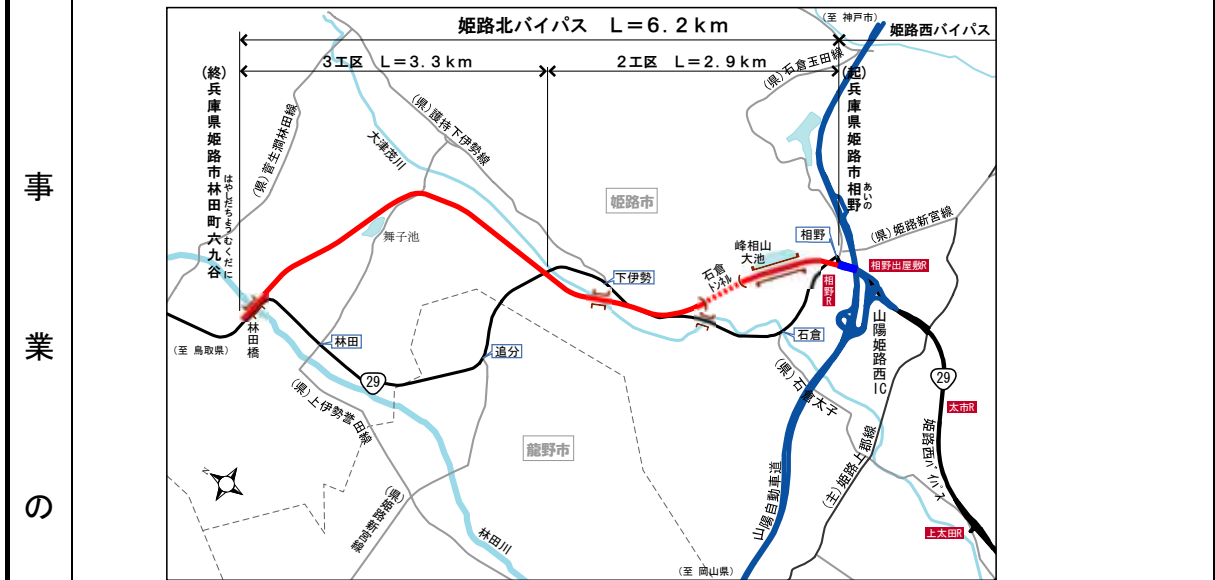 事
業
の
(至 神戸市)
姫路北バイパス L=6.2km
姫路西バイパス
3工区 L=3.3km
2工区 L=2.9km
(終)兵庫県姫路市林田町六九谷
はやしだちょうむくだに
(起)兵庫県姫路市相野
あいの
(県)石倉玉田線
(県)菅生澗林田線
(県)護持下伊勢線
大津茂川
姫路市
舞子池
相野
(県)姫路新宮線
峰相山
大池
石倉
トンネル
下伊勢
相野出屋敷R
相野R
林田橋
林田
追分
石倉
山陽姫路西IC
(至 鳥取県)
29
29
(県)石倉太子
(県)上伊勢誉田線
太市R
龍野市
姫路西バイパス
(主)姫路上郡線
山陽自動車道
(県)姫路新宮線
林田川
上太田R
(至 岡山県)
N